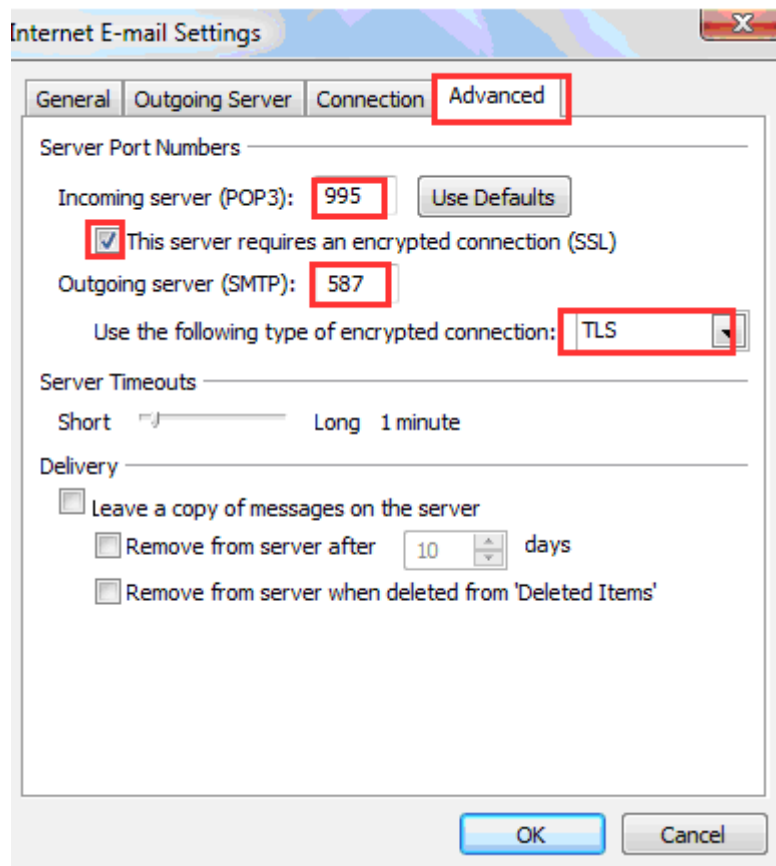 Internet E-mail Settings
X
General Outgoing Server Connection Advanced
Server Port Numbers
Incoming server (POP3): 995 Use Defaults
This server requires an encrypted connection (SSL)
Outgoing server (SMTP): 587
Use the following type of encrypted connection: TLS
Server Timeouts
Short Long 1 minute
Delivery
Leave a copy of messages on the server
Remove from server after 10 days
Remove from server when deleted from 'Deleted Items'
OK Cancel